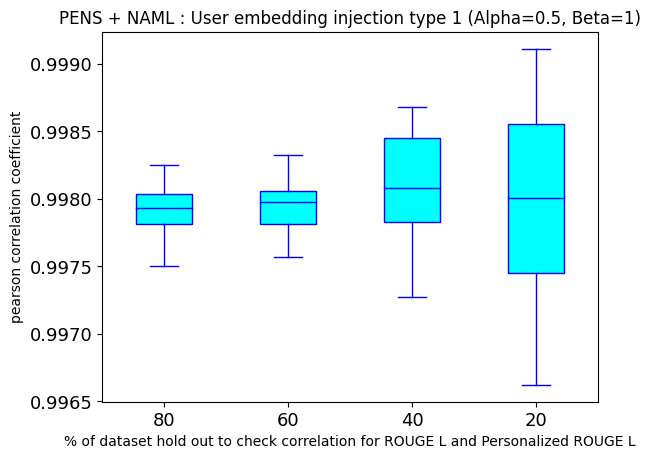 PENS + NAML : User embedding injection type 1 (Alpha=0.5, Beta=1)
pearson correlation coefficient
0.9990
0.9985
0.9980
0.9975
0.9970
0.9965
80 60 40 20
% of dataset hold out to check correlation for ROUGE L and Personalized ROUGE L